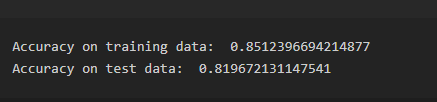 Accuracy on training data:  0.8512396694214877
Accuracy on test data:  0.819672131147541